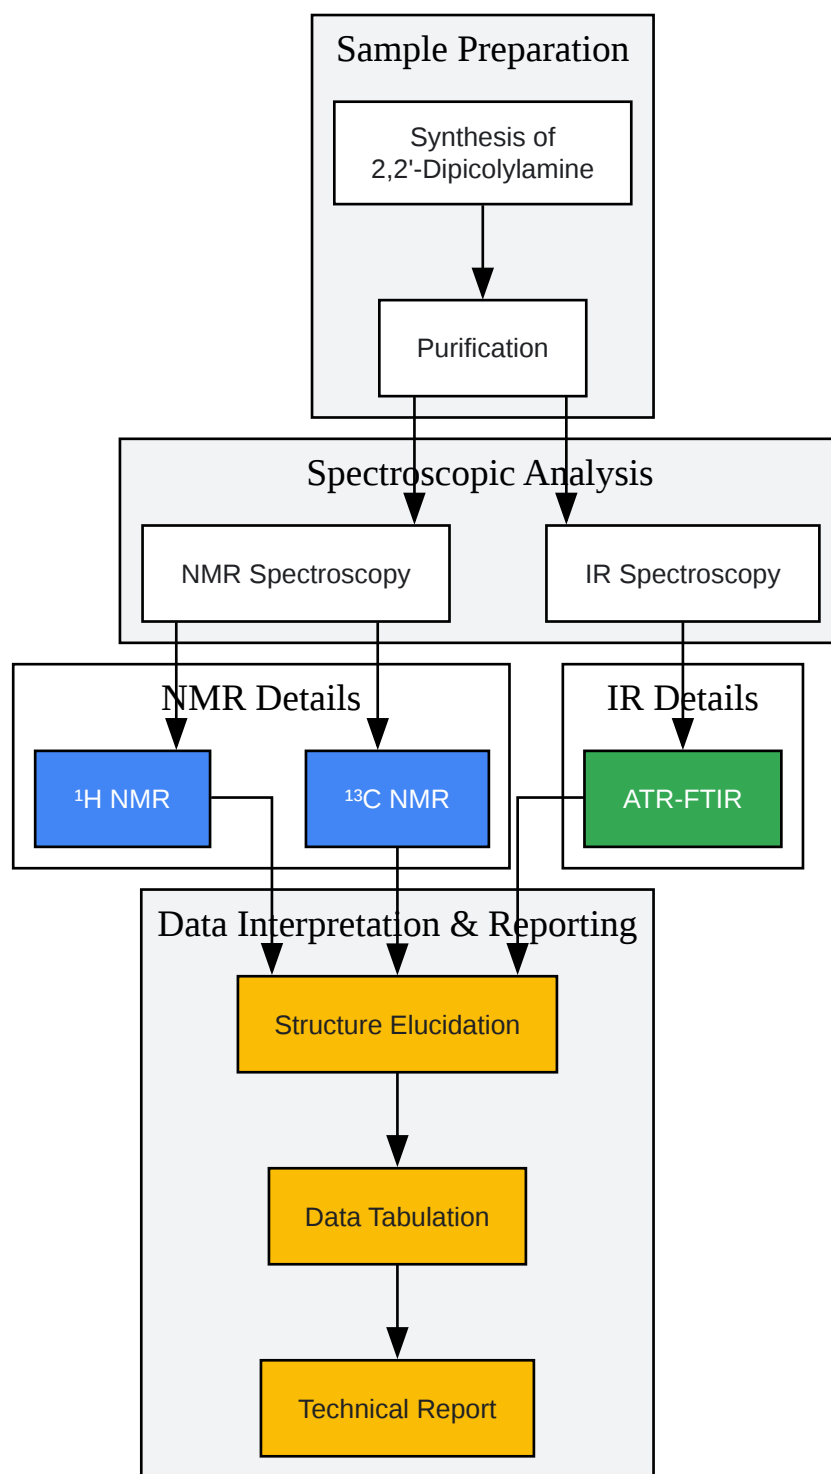 Sample Preparation
Synthesis of
2,2'-Dipicolylamine
Purification
Spectroscopic Analysis
NMR Spectroscopy
IR Spectroscopy
NMR Details
IR Details
¹H NMR
¹³C NMR
ATR-FTIR
Data Interpretation & Reporting
Structure Elucidation
Data Tabulation
Technical Report